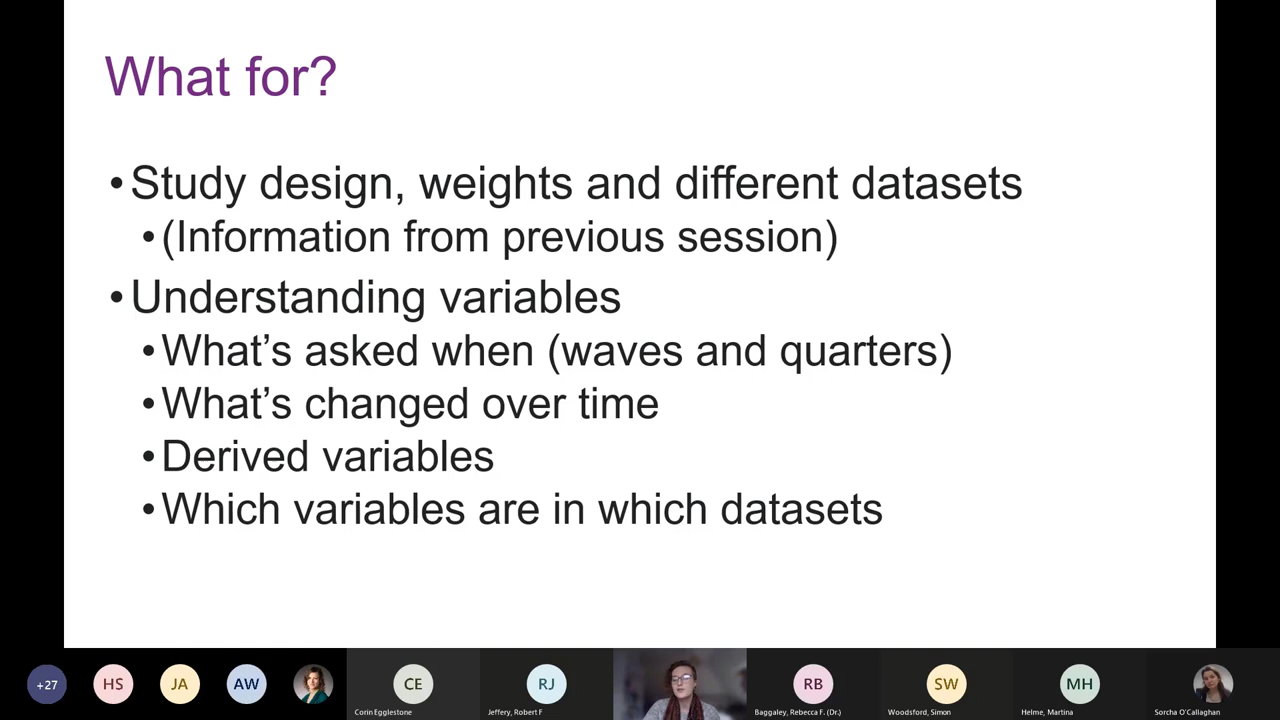 What for?
•Study design, weights and different datasets
•(Information from previous session)
•Understanding variables
•What’s asked when (waves and quarters)
•What’s changed over time
•Derived variables
•Which variables are in which datasets
+27
HS
JA
AW
CE
Corin Egglestone
RJ
Jeffery, Robert F
RB
Baggaley, Rebecca F. (Dr.)
SW
Woodsford, Simon
MH
Helme, Martina
Sorcha O'Callaghan